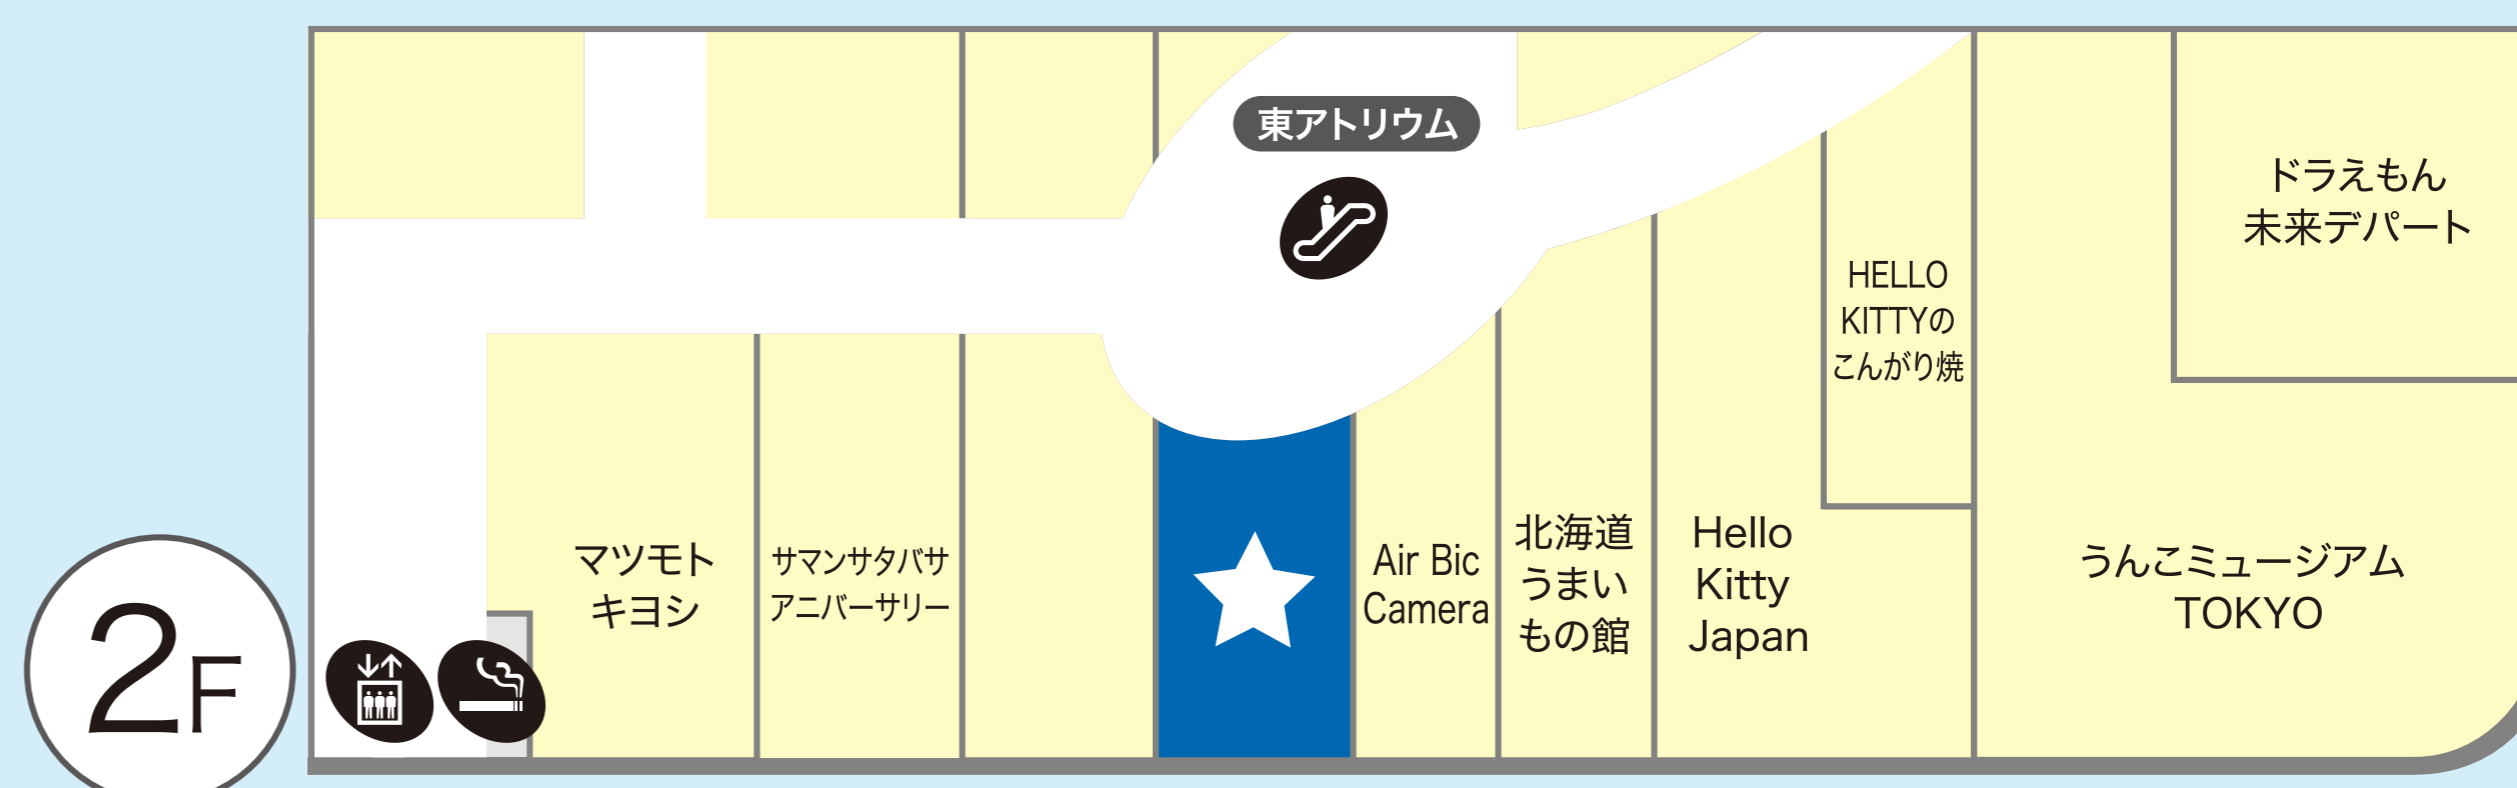 東アトリウム
ドラえもん
未来デパート
HELLO
KITTYの
こんがり焼
マツモト
キヨシ
サマンサタバサ
アニバーサリー
Air Bic
Camera
北海道
うまい
もの館
Hello
Kitty
Japan
うんこミュージアム
TOKYO
2F